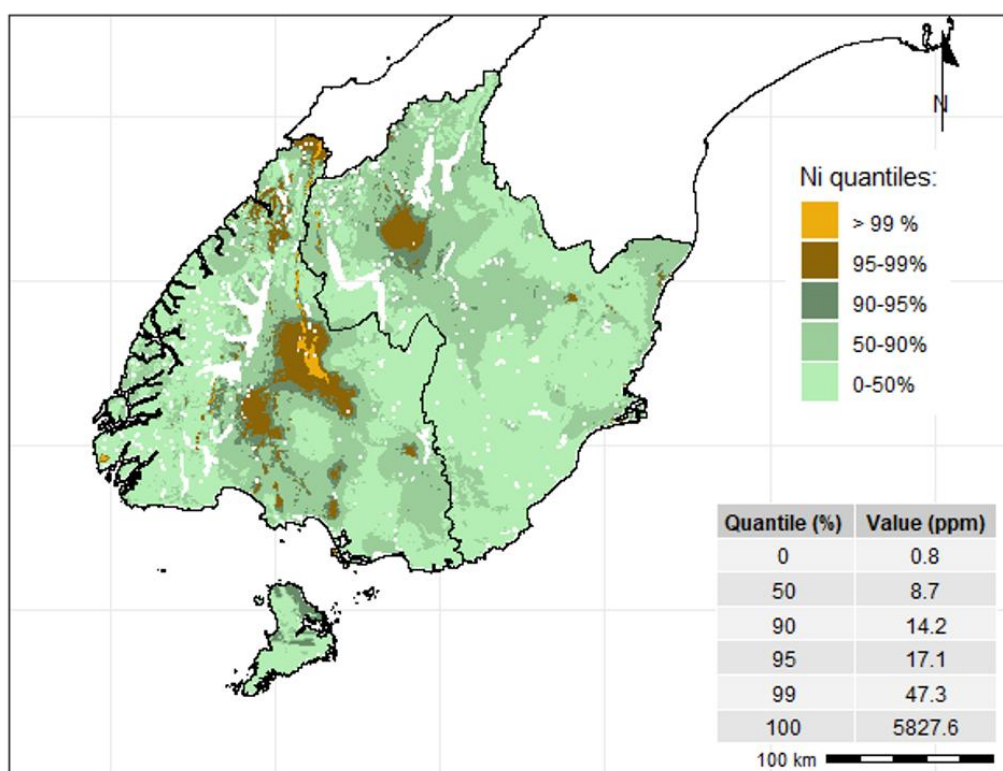 N
Ni quantiles:
> 99 %
95-99%
90-95%
50-90%
0-50%
Quantile (%) Value (ppm)
0 0.8
50 8.7
90 14.2
95 17.1
99 47.3
100 5827.6
100 km